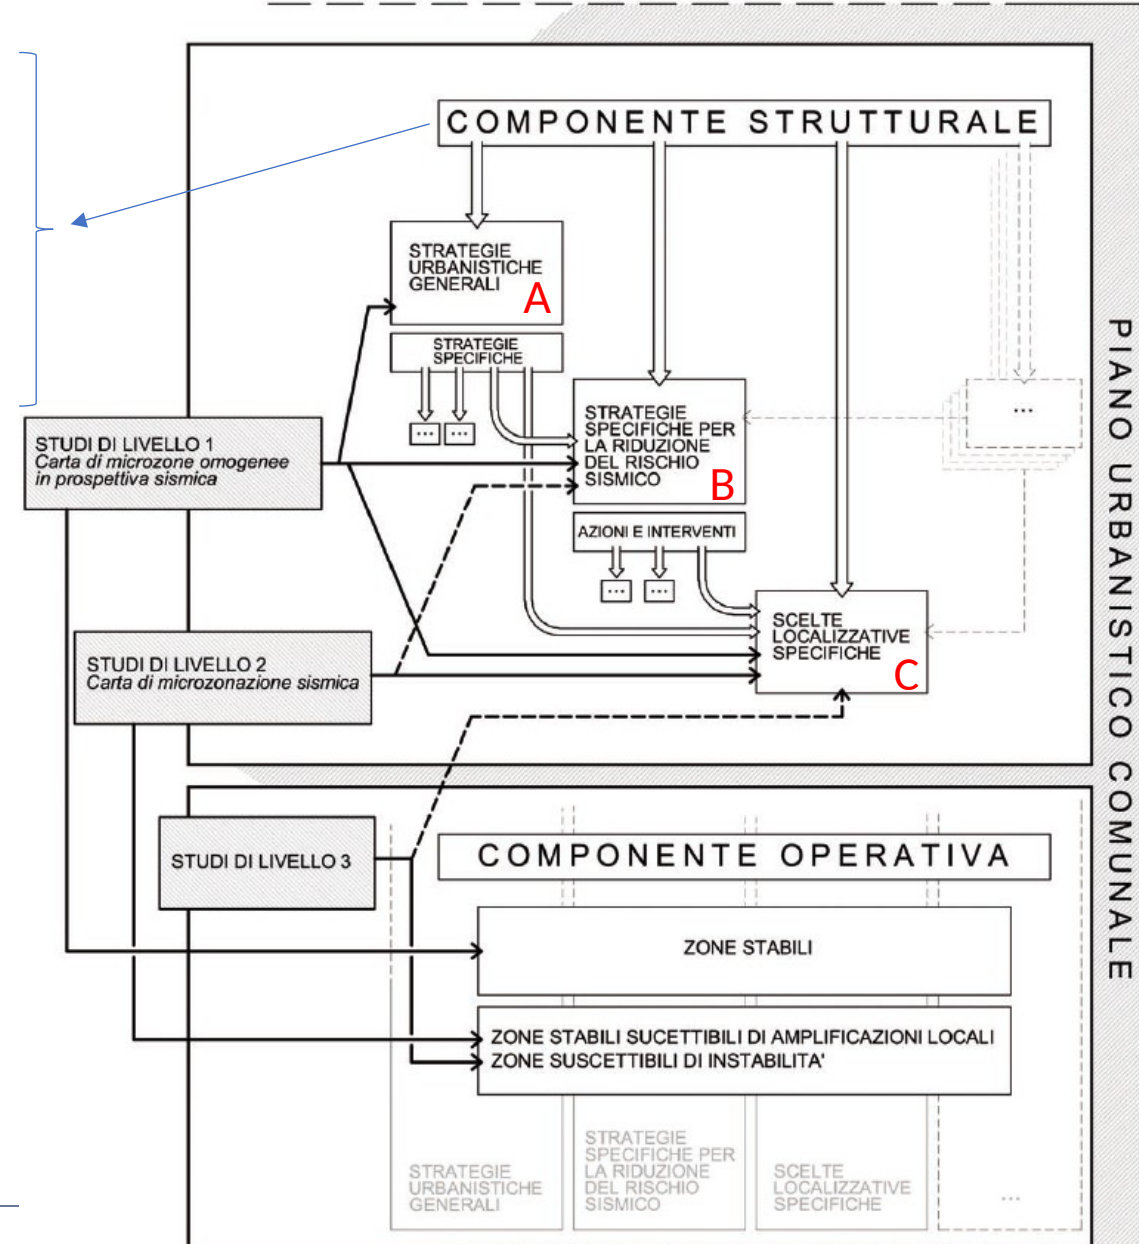 COMPONENTE STRUTTURALE
STRATEGIE
URBANISTICHE
GENERALI
A
STRATEGIE
SPECIFICHE
... ...
STRATEGIE
SPECIFICHE PER
LA RIDUZIONE
DEL RISCHIO
SISMICO
B
...
AZIONI E INTERVENTI
... ...
SCELTE
LOCALIZZATIVE
SPECIFICHE
C
STUDI DI LIVELLO 1
Carta di microzone omogenee
in prospettiva sismica
STUDI DI LIVELLO 2
Carta di microzonazione sismica
STUDI DI LIVELLO 3
COMPONENTE OPERATIVA
ZONE STABILI
ZONE STABILI SUCETTIBILI DI AMPLIFICAZIONI LOCALI
ZONE SUSCETTIBILI DI INSTABILITA'
STRATEGIE
URBANISTICHE
GENERALI
STRATEGIE
SPECIFICHE PER
LA RIDUZIONE
DEL RISCHIO
SISMICO
SCELTE
LOCALIZZATIVE
SPECIFICHE
...
PIANO URBANISTICO COMUNALE